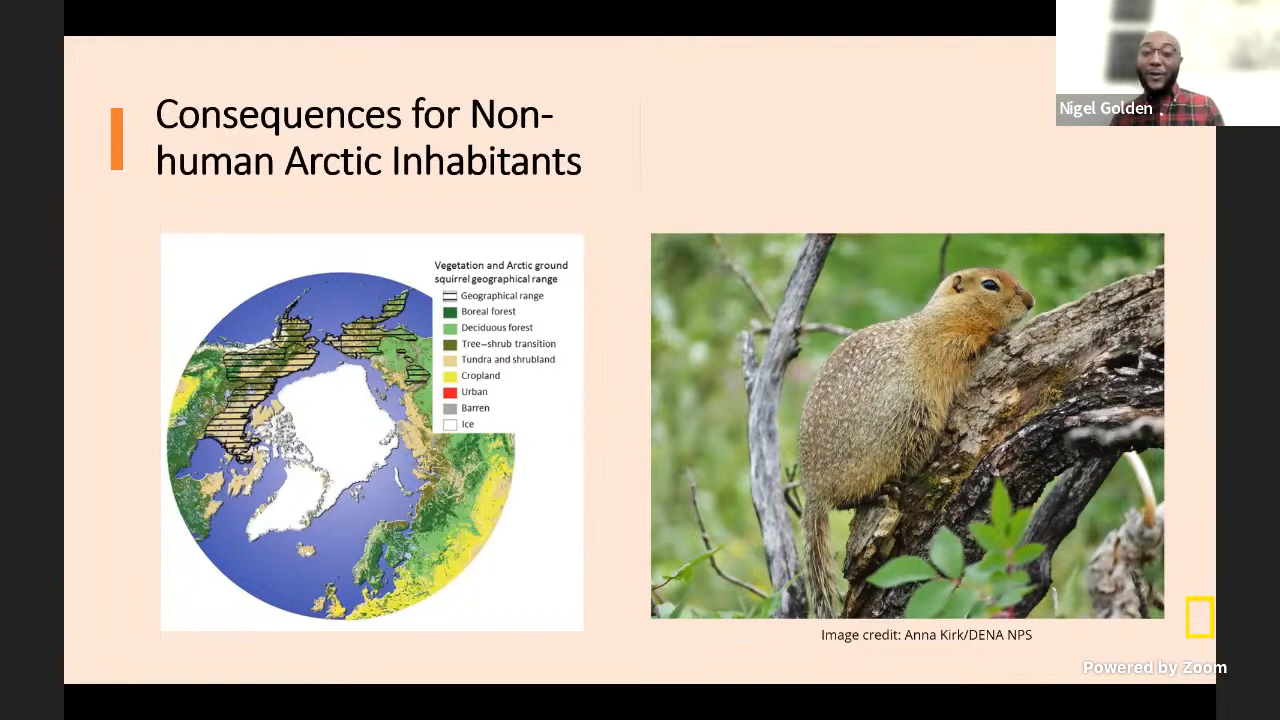 Nigel Golden
Consequences for Non-
human Arctic Inhabitants
Vegetation and Arctic ground
squirrel geographical range
Geographical range
Boreal forest
Deciduous forest
Tree–shrub transition
Tundra and shrubland
Cropland
Urban
Barren
Ice
Image credit: Anna Kirk/DENA NPS
Powered by Zoom